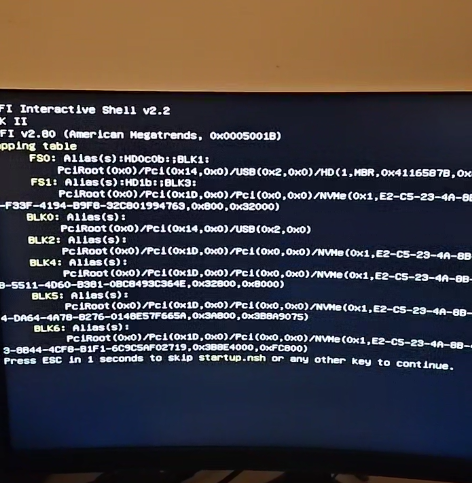 FI Interactive Shell v2.2
K II
FI v2.80 (American Megatrends, 0x0005001B)
pping table
FS0: Alias(s):HD0c0b::BLK1:
PciRoot(0x0)/Pci(0x14,0x0)/USB(0x2,0x0)/HD(1,MBR,0x4116587B,0x
FS1: Alias(s):HD1b::BLK3:
PciRoot(0x0)/Pci(0x1D,0x0)/Pci(0x0,0x0)/NVMe(0x1,E2-C5-23-4A-8B
-F33F-4194-B9F8-32C801994763,0x800,0x32000)
BLK0: Alias(s):
PciRoot(0x0)/Pci(0x14,0x0)/USB(0x2,0x0)
BLK2: Alias(s):
PciRoot(0x0)/Pci(0x1D,0x0)/Pci(0x0,0x0)/NVMe(0x1,E2-C5-23-4A-8B
BLK4: Alias(s):
PciRoot(0x0)/Pci(0x1D,0x0)/Pci(0x0,0x0)/NVMe(0x1,E2-C5-23-4A-8B-
B-5511-4D60-B381-0BC8493C364E,0x32800,0x8000)
BLK5: Alias(s):
PciRoot(0x0)/Pci(0x1D,0x0)/Pci(0x0,0x0)/NVMe(0x1,E2-C5-23-4A-8B-
4-DA64-4A78-8276-0148E57F665A,0x3A800,0x3B8A9075)
BLK6: Alias(s):
PciRoot(0x0)/Pci(0x1D,0x0)/Pci(0x0,0x0)/NVMe(0x1,E2-C5-23-4A-8B-
3-8844-4CF8-B1F1-6C9C5AF02719,0x3B8E4000,0xFC800)
Press ESC in 1 seconds to skip startup.nsh or any other key to continue.